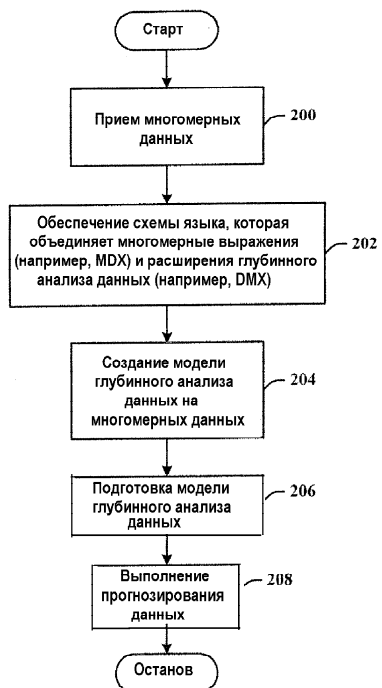 Старт
Прием многомерных
данных
200
Обеспечение схемы языка, которая
объединяет многомерные выражения
(например, MDX) и расширения глубинного
анализа данных (например, DMX)
202
Создание модели
глубинного анализа
данных на
многомерных данных
204
Подготовка модели
глубинного анализа
данных
206
Выполнение
прогнозирования
данных
208
Останов